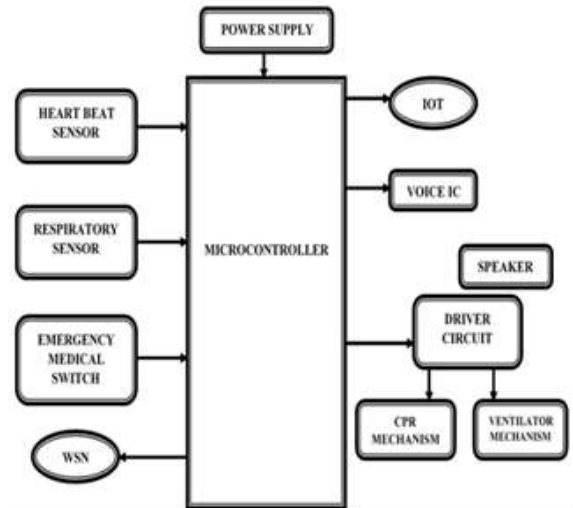 POWER SUPPLY
HEART BEAT
SENSOR
IOT
VOICE IC
RESPIRATORY
SENSOR
MICROCONTROLLER
SPEAKER
DRIVER
CIRCUIT
EMERGENCY
MEDICAL
SWITCH
CPR
MECHANISM
VENTILATOR
MECHANISM
WSN